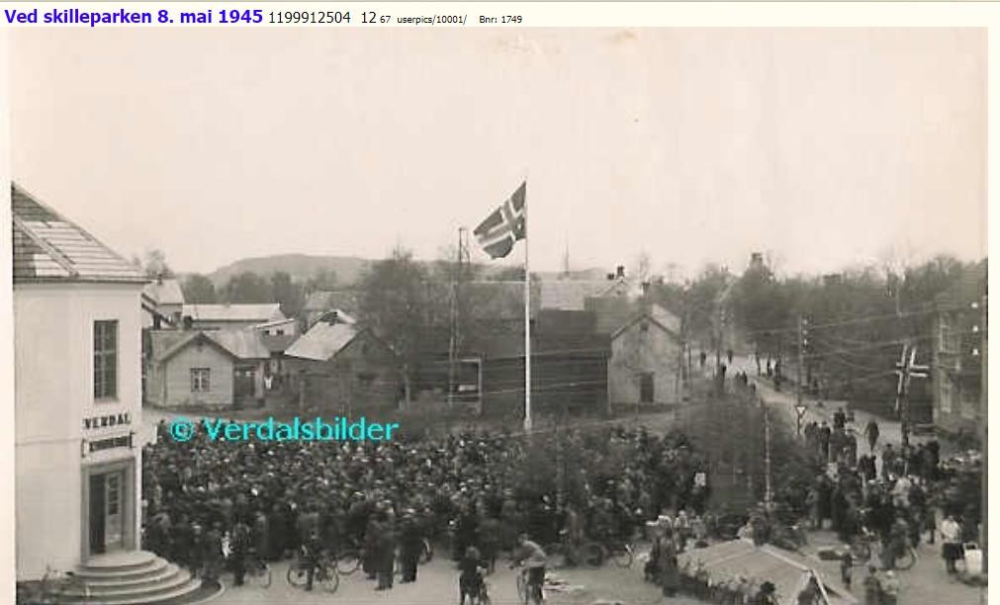 Ved skilleparken 8. mai 1945 1199912504 12 67 userpics/10001/ Bnr: 1749
VERDAL
© Verdalsbilder